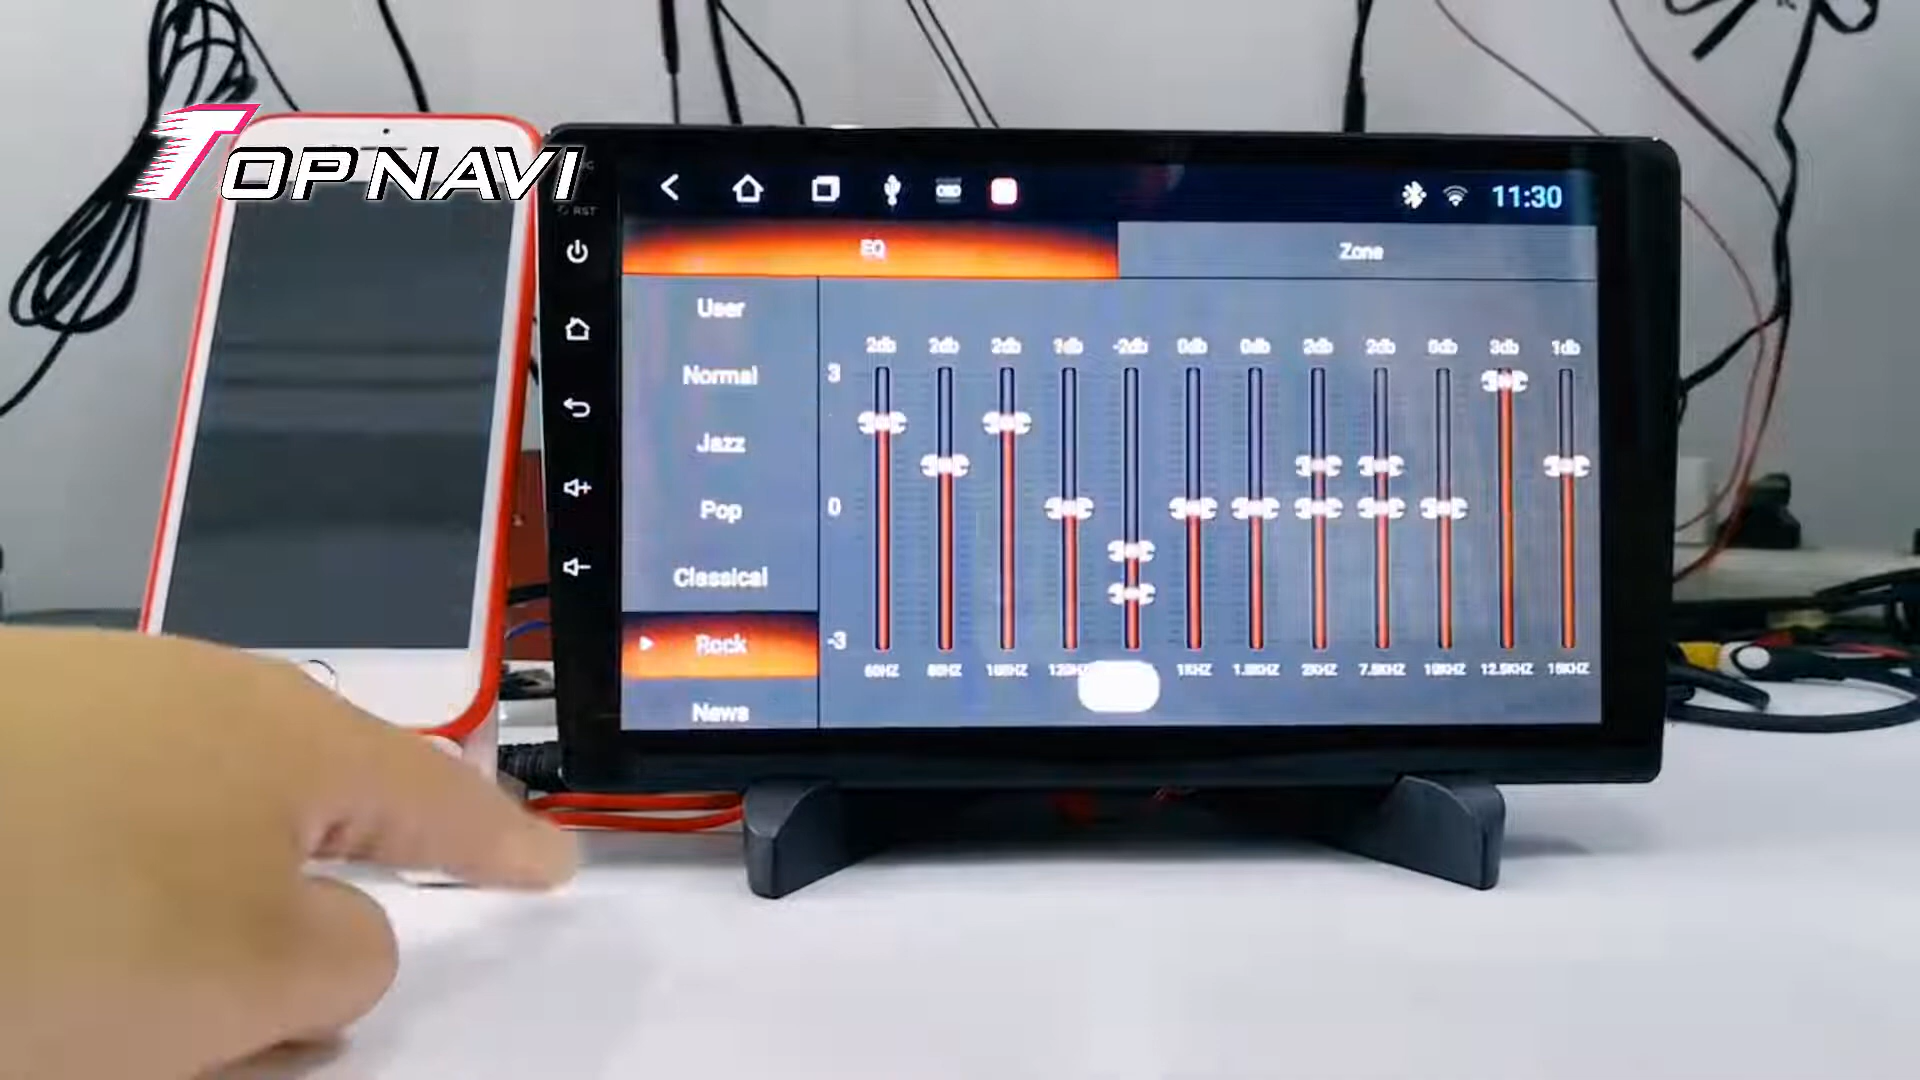 TOPNAVI
RST
11:30
EQ
Zone
User
Normal
Jazz
Pop
Classical
Rock
News
2db 2db 2db 1db -2db 0db 0db 2db 2db 0db 3db 1db
3
0
-3
60HZ 80HZ 100HZ 1KHZ 1.5KHZ 2KHZ 7.5KHZ 10KHZ 12.5KHZ 15KHZ